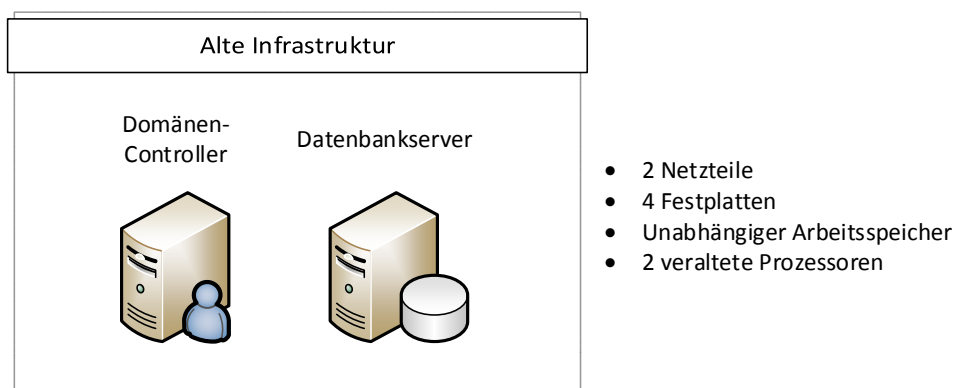 Alte Infrastruktur
Domänen-
Controller
Datenbankserver
• 2 Netzteile
• 4 Festplatten
• Unabhängiger Arbeitsspeicher
• 2 veraltete Prozessoren